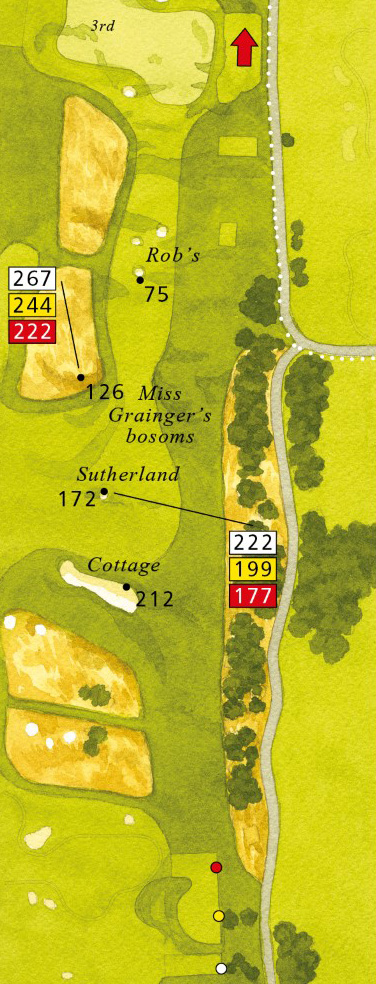 3rd
Rob's
75
267
244
222
126
Miss
Grainger's
bosoms
Sutherland
172
222
199
177
Cottage
212